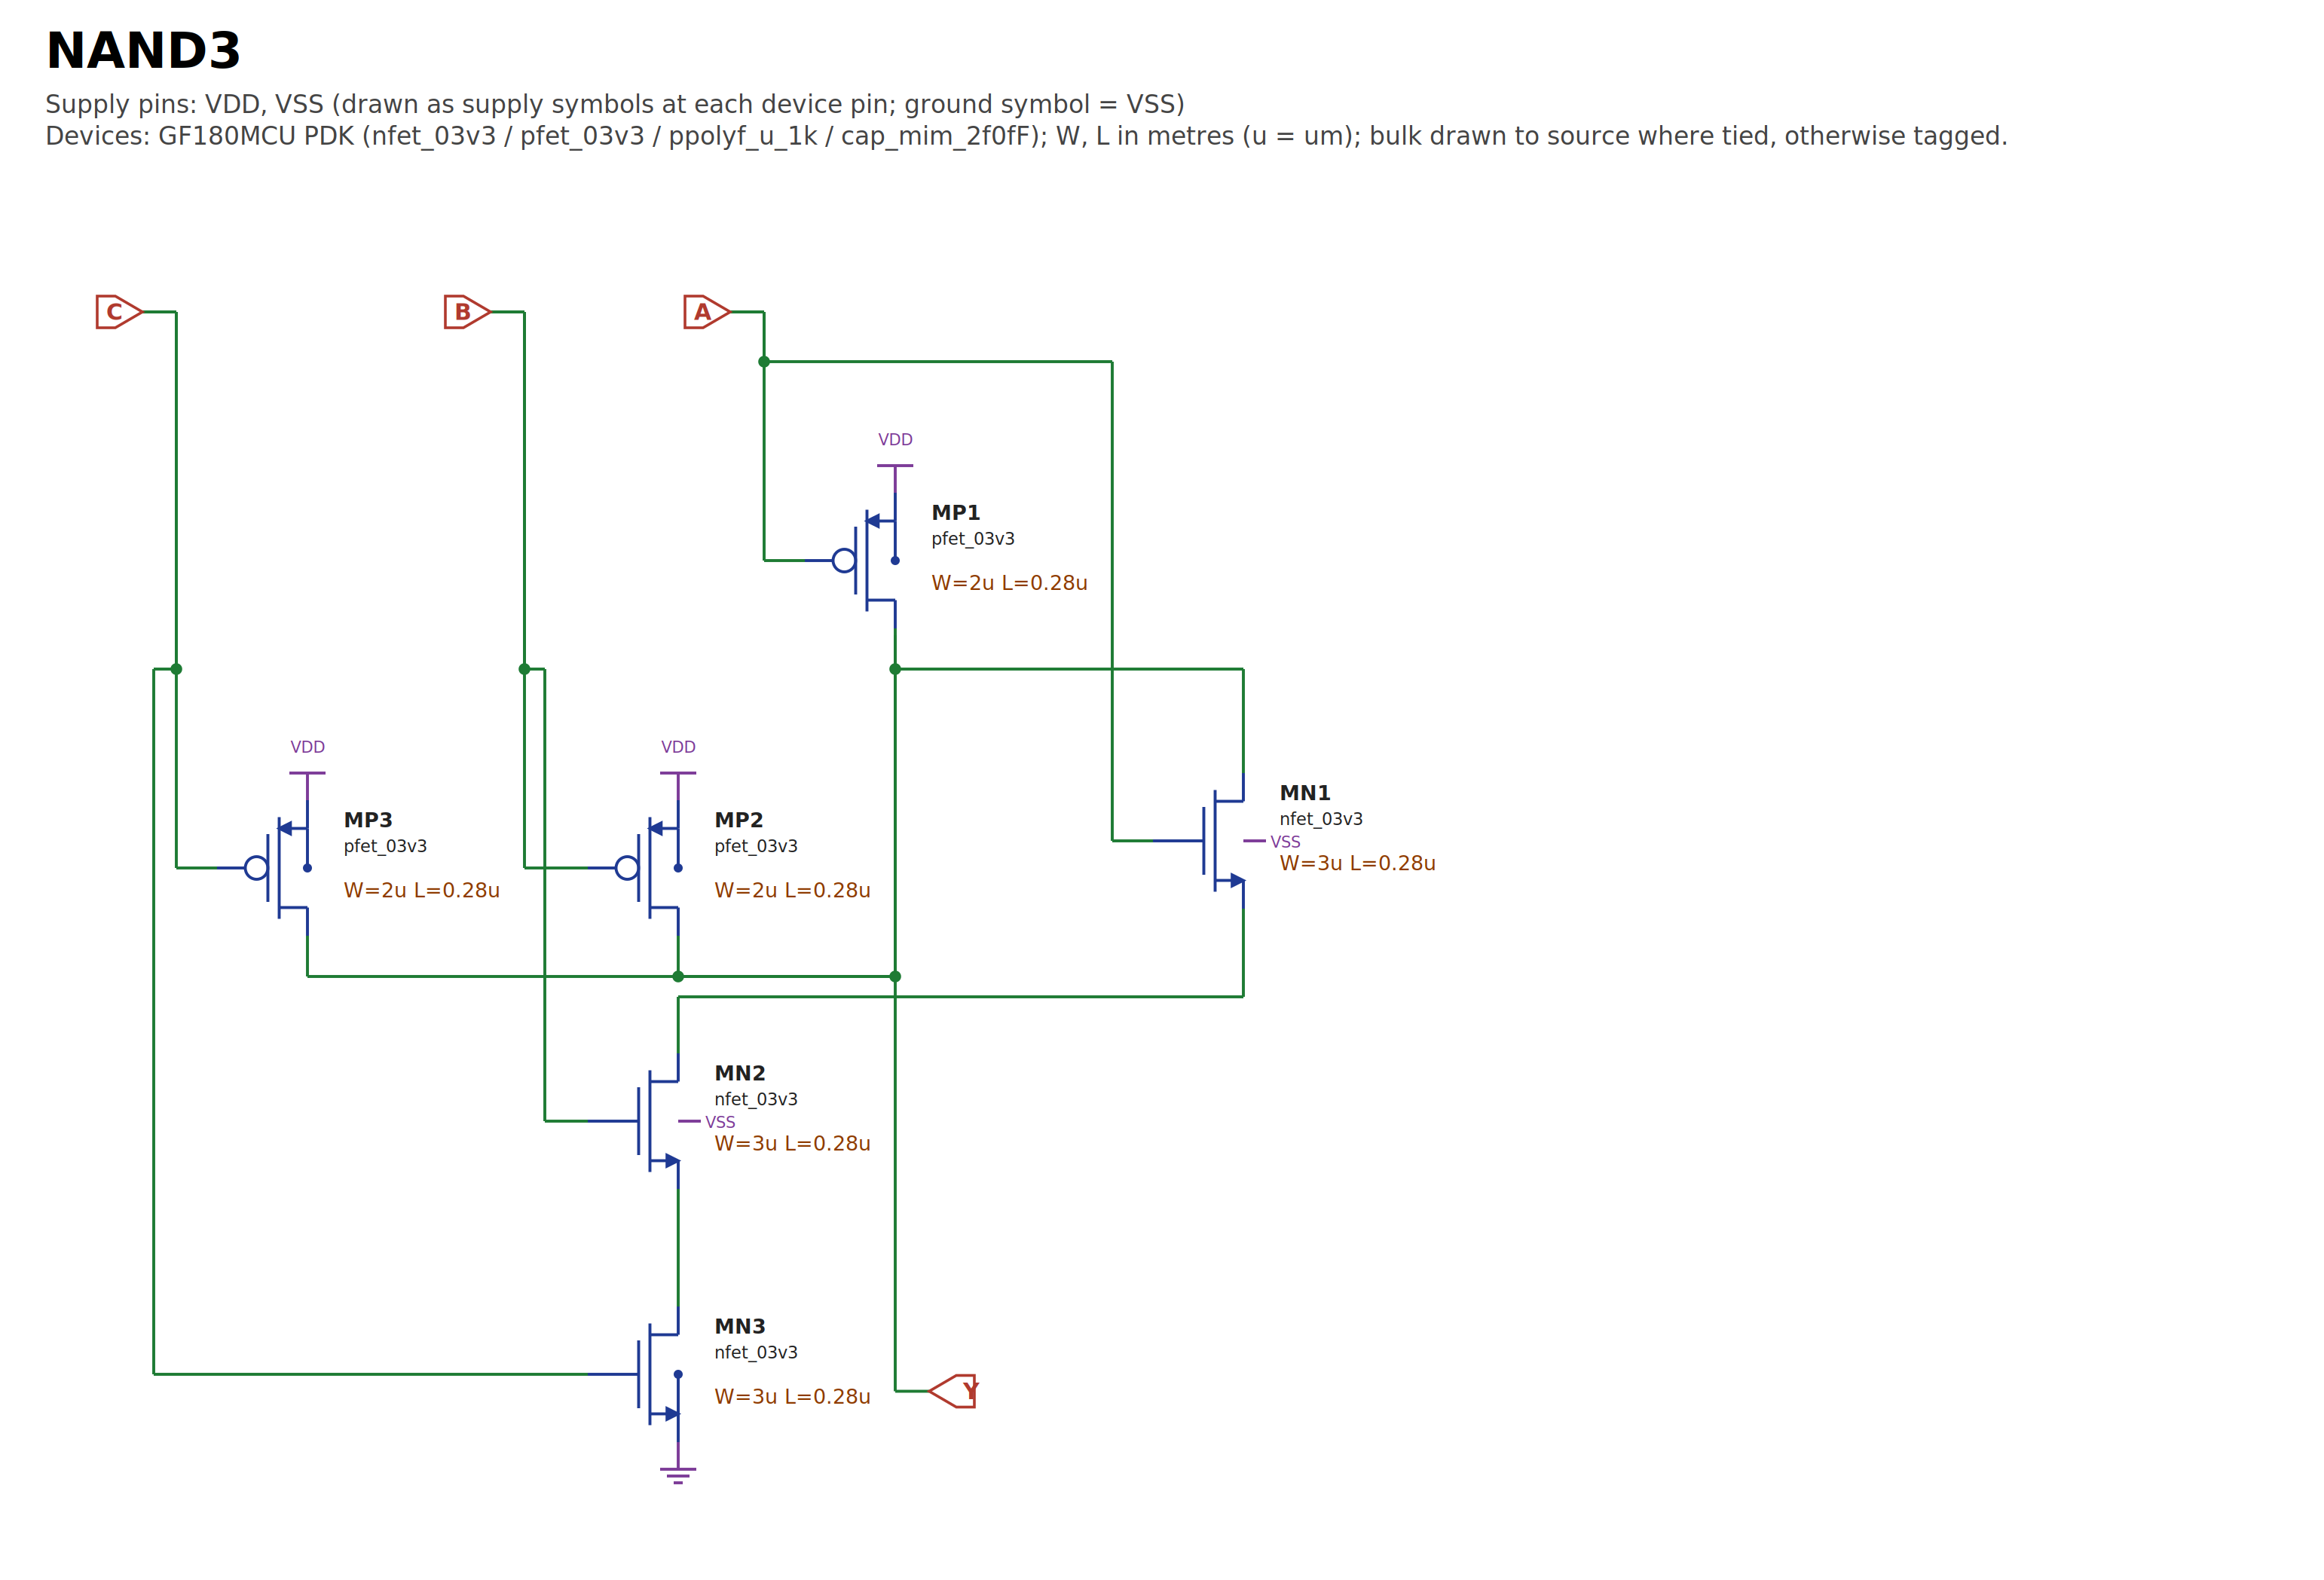 NAND3
Supply pins: VDD, VSS (drawn as supply symbols at each device pin; ground symbol = VSS)
Devices: GF180MCU PDK (nfet_03v3 / pfet_03v3 / ppolyf_u_1k / cap_mim_2f0fF); W, L in metres (u = um); bulk drawn to source where tied, otherwise tagged.
C
B
A
VDD
MP1
pfet_03v3
W=2u L=0.28u
VDD
MP3
pfet_03v3
W=2u L=0.28u
VDD
MP2
pfet_03v3
W=2u L=0.28u
MN1
nfet_03v3
VSS
W=3u L=0.28u
MN2
nfet_03v3
VSS
W=3u L=0.28u
MN3
nfet_03v3
W=3u L=0.28u
Y